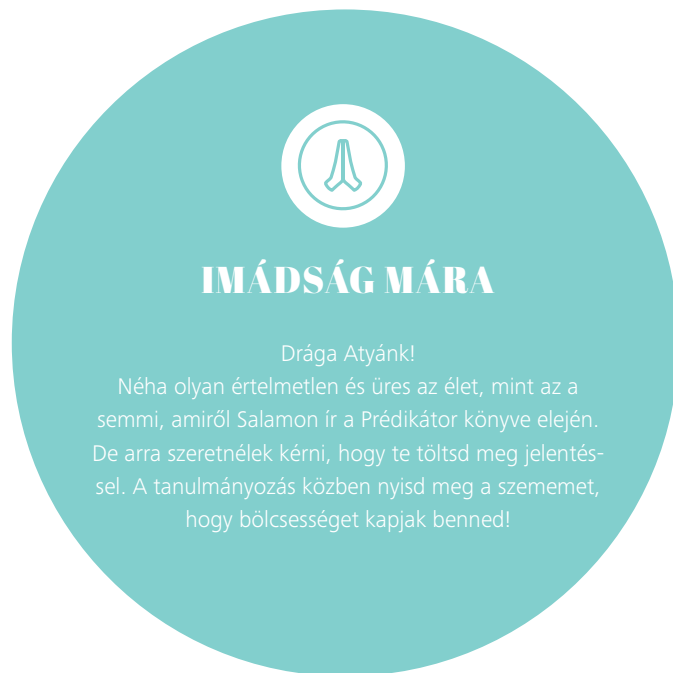 IMÁDSÁG MÁRA
Drága Atyánk!
Néha olyan értelmetlen és üres az élet, mint az a
semmi, amiről Salamon ír a Prédikátor könyve elején.
De arra szeretnélek kérni, hogy te töltsd meg jelentés-
sel. A tanulmányozás közben nyisd meg a szememet,
hogy bölcsességet kapjak benned!